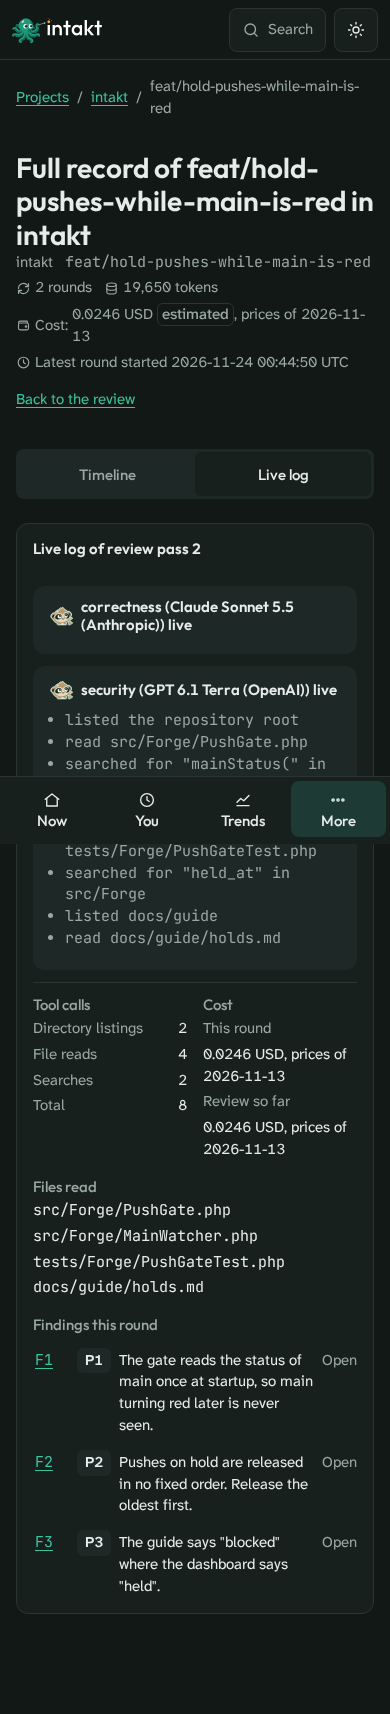 intakt
Search
Projects / intakt / feat/hold-pushes-while-main-is-
red
Full record of feat/hold-
pushes-while-main-is-red in
intakt
intakt feat/hold-pushes-while-main-is-red
2 rounds 19,650 tokens
Cost: 0.0246 USD estimated, prices of 2026-11-
13
Latest round started 2026-11-24 00:44:50 UTC
Back to the review
Timeline
Live log
Live log of review pass 2
correctness (Claude Sonnet 5.5
(Anthropic)) live
security (GPT 6.1 Terra (OpenAI)) live
• listed the repository root
• read src/Forge/PushGate.php
• searched for "mainStatus(" in
Now
You
Trends
More
tests/Forge/PushGateTest.php
• searched for "held_at" in
src/Forge
• listed docs/guide
• read docs/guide/holds.md
Tool calls
Directory listings 2
File reads 4
Searches 2
Total 8
Cost
This round
0.0246 USD, prices of
2026-11-13
Review so far
0.0246 USD, prices of
2026-11-13
Files read
src/Forge/PushGate.php
src/Forge/MainWatcher.php
tests/Forge/PushGateTest.php
docs/guide/holds.md
Findings this round
F1 P1 The gate reads the status of Open
main once at startup, so main
turning red later is never
seen.
F2 P2 Pushes on hold are released Open
in no fixed order. Release the
oldest first.
F3 P3 The guide says "blocked" Open
where the dashboard says
"held".